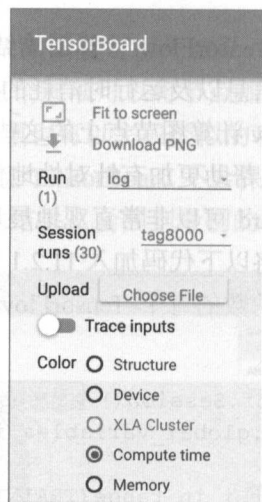 TensorBoard
Fit to screen
Download PNG
Run
(1)
log
Session
runs (30)
tag8000
Upload
Choose File
Trace inputs
Color
Structure
Device
XLA Cluster
Compute time
Memory